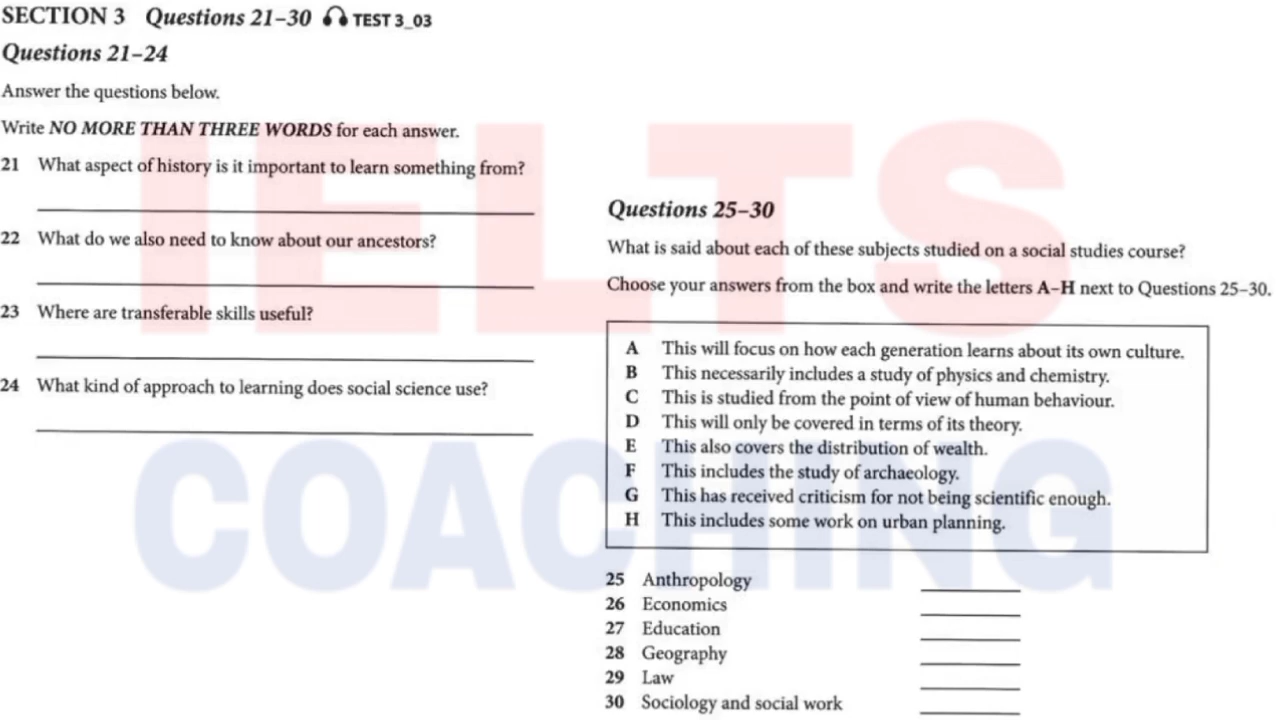 SECTION 3 Questions 21–30 TEST 3_03
Questions 21–24
Answer the questions below.
Write NO MORE THAN THREE WORDS for each answer.
21 What aspect of history is it important to learn something from?
22 What do we also need to know about our ancestors?
23 Where are transferable skills useful?
24 What kind of approach to learning does social science use?
Questions 25–30
What is said about each of these subjects studied on a social studies course?
Choose your answers from the box and write the letters A–H next to Questions 25–30.
A This will focus on how each generation learns about its own culture.
B This necessarily includes a study of physics and chemistry.
C This is studied from the point of view of human behaviour.
D This will only be covered in terms of its theory.
E This also covers the distribution of wealth.
F This includes the study of archaeology.
G This has received criticism for not being scientific enough.
H This includes some work on urban planning.
25 Anthropology
26 Economics
27 Education
28 Geography
29 Law
30 Sociology and social work
IELTS
COACHING